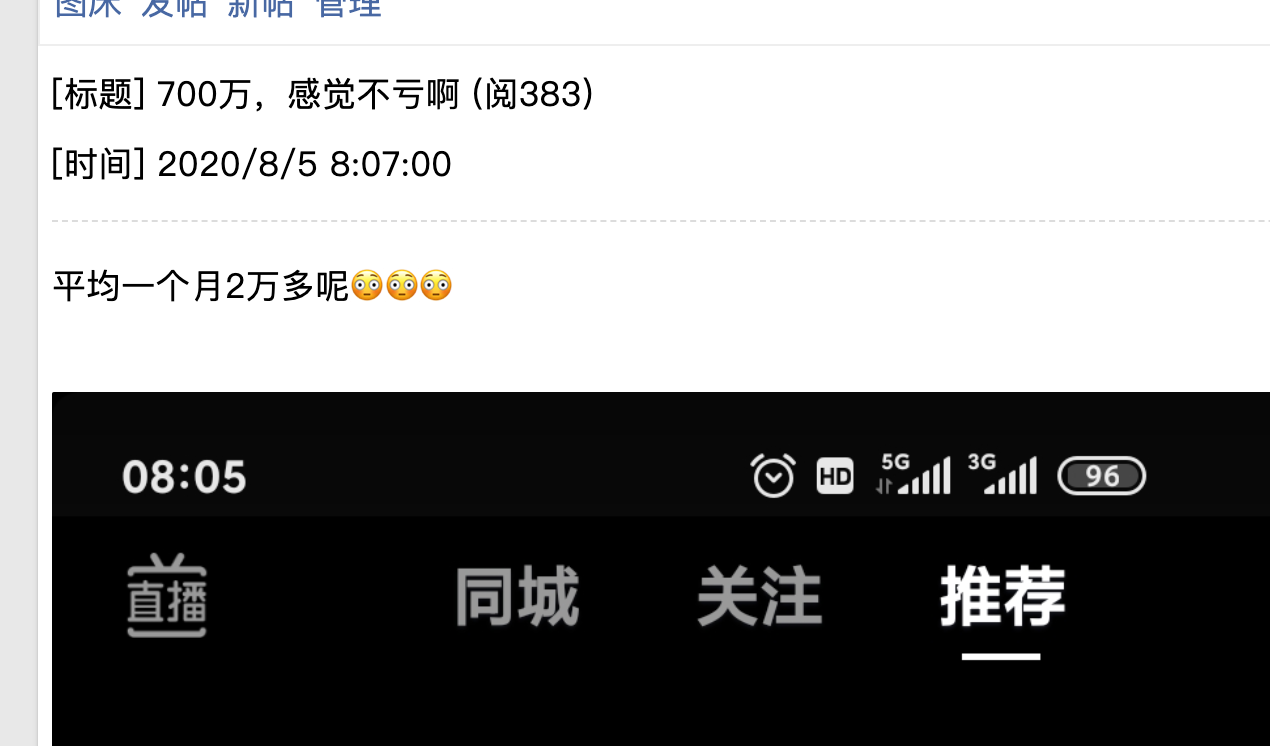 图床 发帖 新帖 管理
[标题] 700万，感觉不亏啊 (阅383)
[时间] 2020/8/5 8:07:00
平均一个月2万多呢😳😳😳
08:05 HD 5G 3G 96
直播 同城 关注 推荐